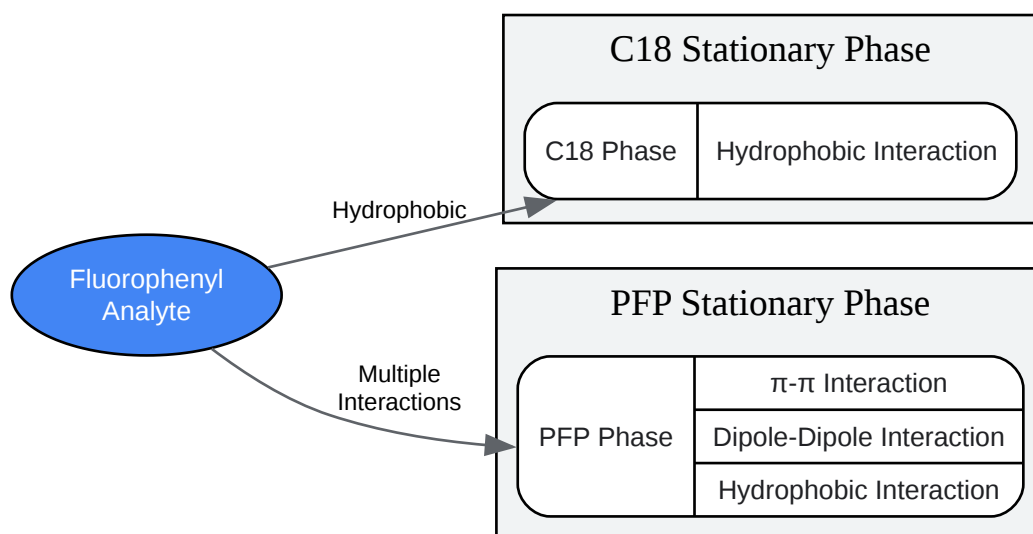 C18 Stationary Phase
C18 Phase
Hydrophobic Interaction
Hydrophobic
Fluorophenyl
Analyte
PFP Stationary Phase
Multiple
Interactions
PFP Phase
π-π Interaction
Dipole-Dipole Interaction
Hydrophobic Interaction